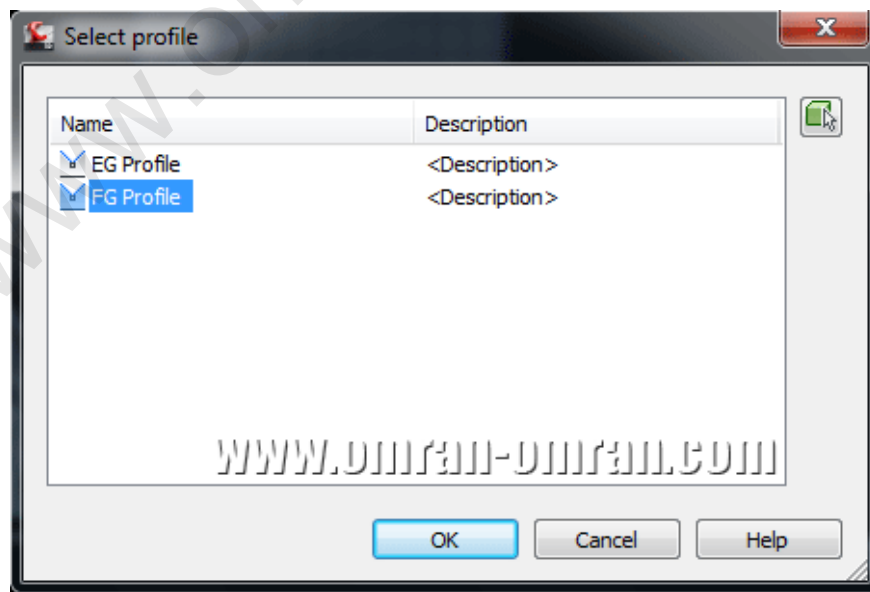 Select profile
Name Description
EG Profile <Description>
FG Profile <Description>
www.omran-omran.com
OK Cancel Help